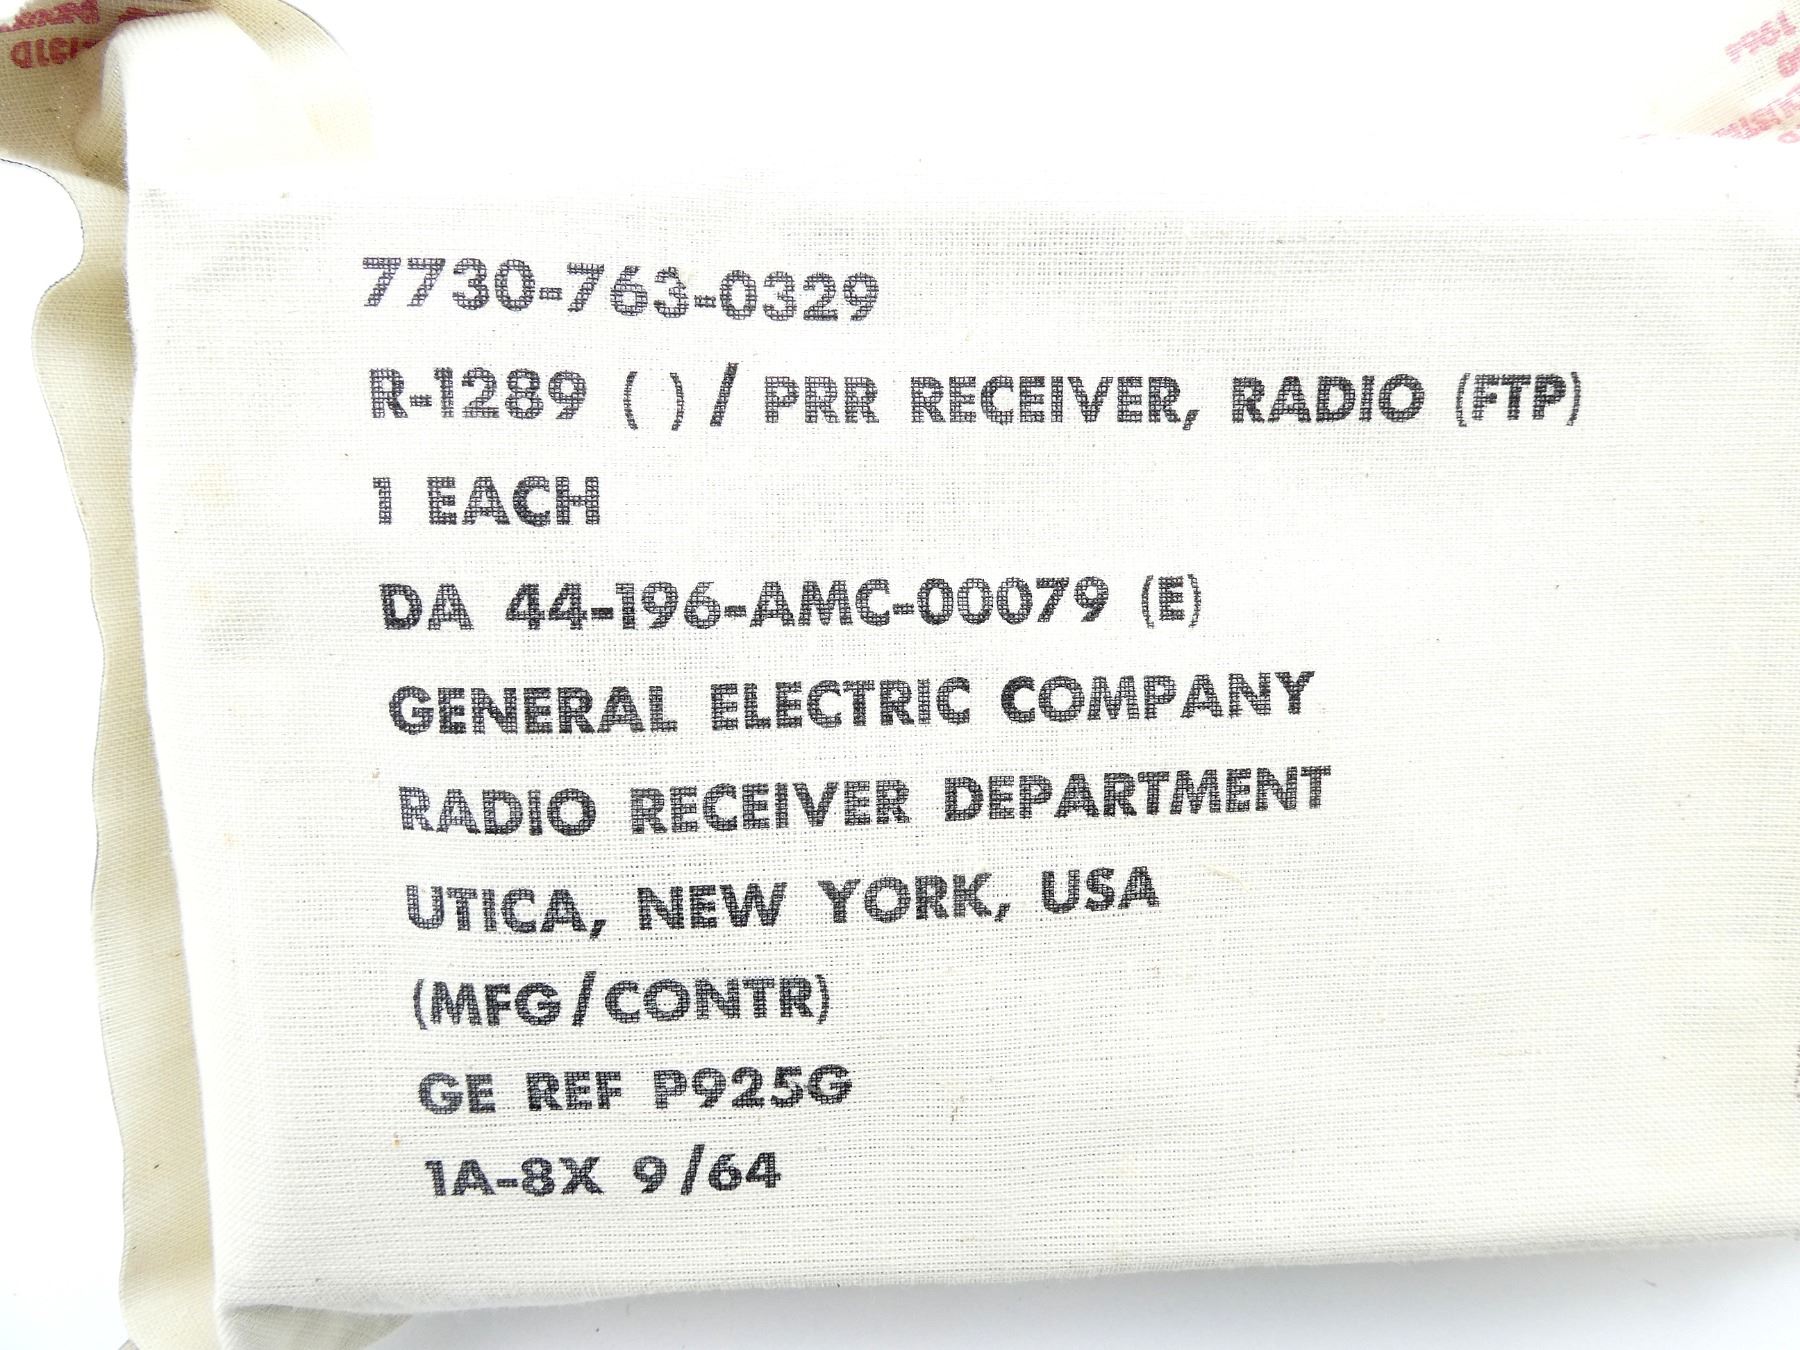 7730-763-0329
R-1289 ( ) / PRR RECEIVER, RADIO (FTP)
1 EACH
DA 44-196-AMC-00079 (E)
GENERAL ELECTRIC COMPANY
RADIO RECEIVER DEPARTMENT
UTICA, NEW YORK, USA
(MFG/CONTR)
GE REF P925G
1A-8X 9/64